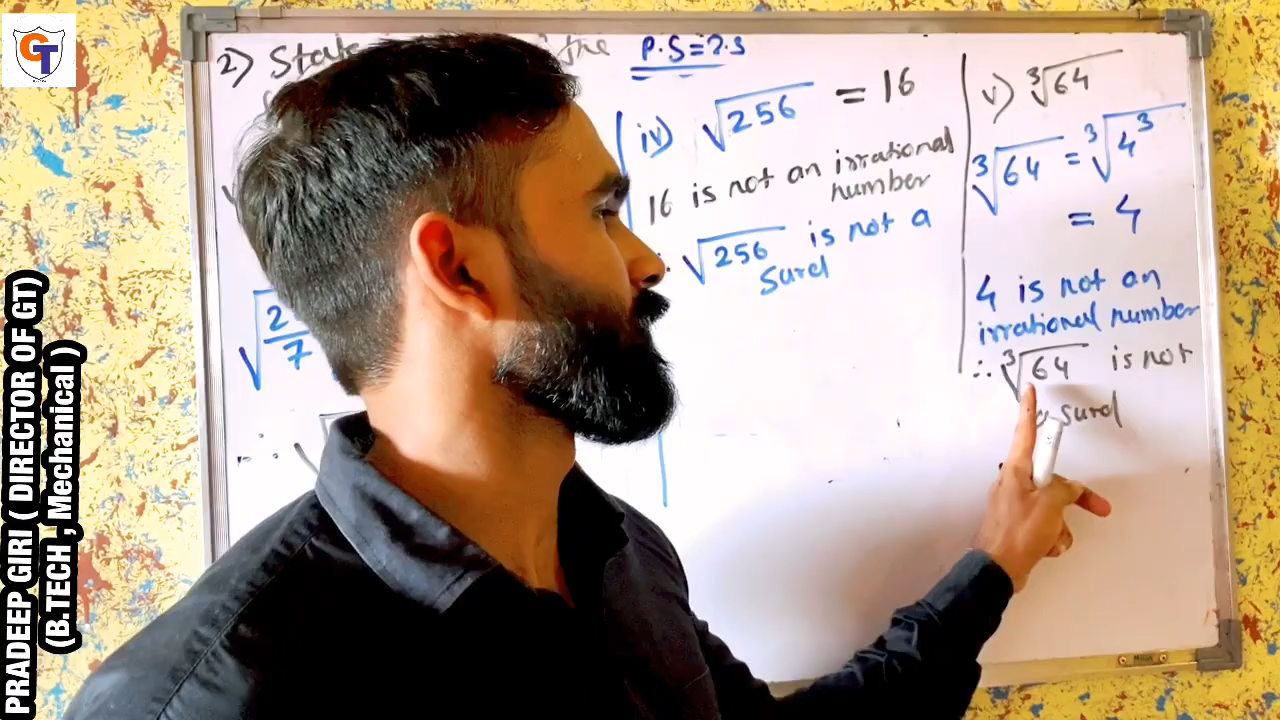 GT
PRADEEP GIRI ( DIRECTOR OF GT)
(B.TECH , Mechanical )
2) State the
P.S=2.3
√2/7
∴
iv) √256 = 16
16 is not an irrational
number
∴ √256 is not a
Surd
v) ∛64
∛64 = ∛4³
= 4
4 is not an
irrational number
∴ ∛64 is not
a surd